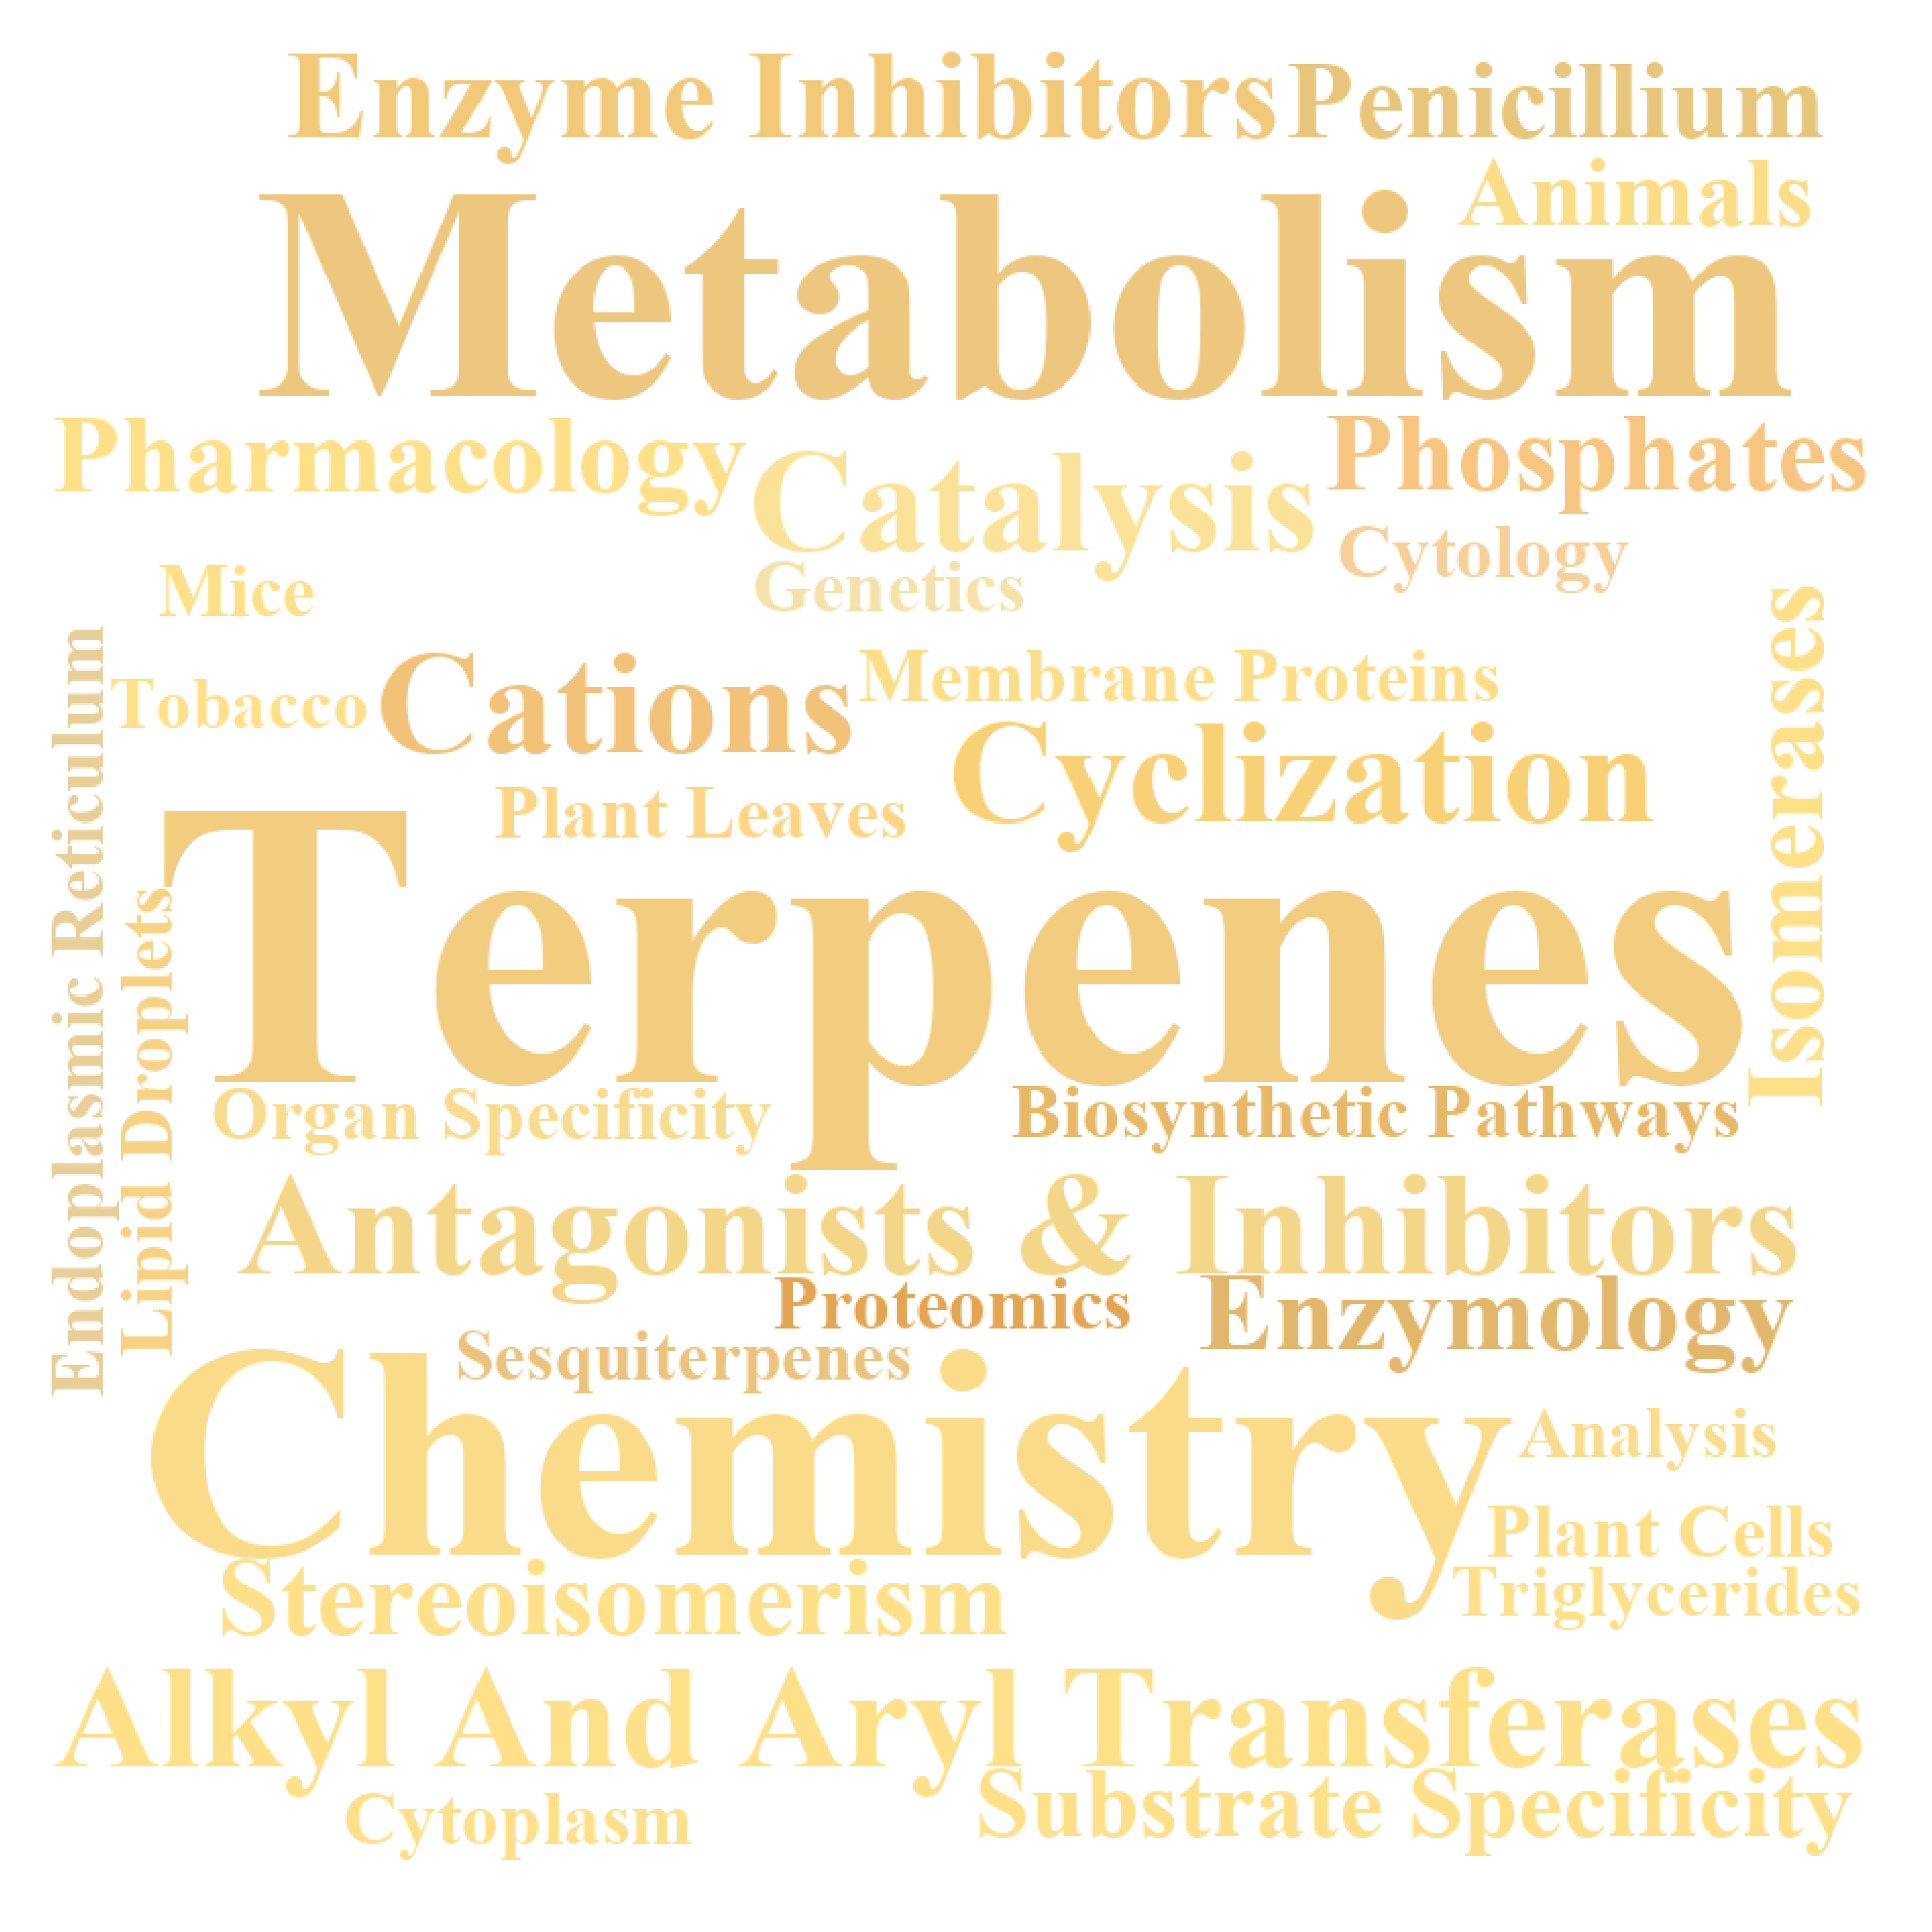 Enzyme Inhibitors
Penicillium
Animals
Metabolism
Pharmacology
Catalysis
Phosphates
Cytology
Genetics
Mice
Isomerases
Endoplasmic Reticulum
Tobacco
Cations
Membrane Proteins
Cyclization
Plant Leaves
Lipid Droplets
Terpenes
Organ Specificity
Biosynthetic Pathways
Antagonists & Inhibitors
Proteomics
Enzymology
Sesquiterpenes
Chemistry
Analysis
Plant Cells
Triglycerides
Stereoisomerism
Alkyl And Aryl Transferases
Substrate Specificity
Cytoplasm